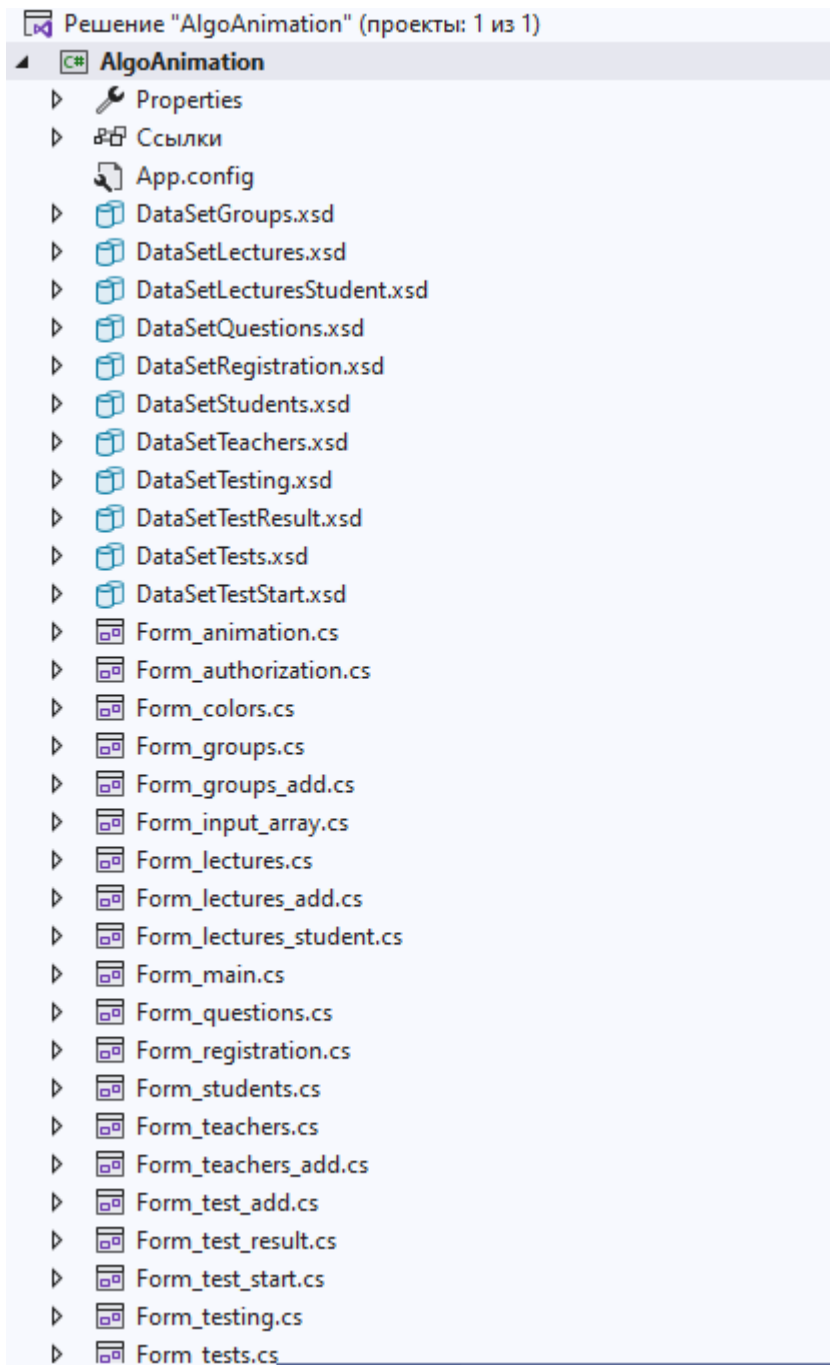 Решение "AlgoAnimation" (проекты: 1 из 1)
C# AlgoAnimation
Properties
Ссылки
App.config
DataSetGroups.xsd
DataSetLectures.xsd
DataSetLecturesStudent.xsd
DataSetQuestions.xsd
DataSetRegistration.xsd
DataSetStudents.xsd
DataSetTeachers.xsd
DataSetTesting.xsd
DataSetTestResult.xsd
DataSetTests.xsd
DataSetTestStart.xsd
Form_animation.cs
Form_authorization.cs
Form_colors.cs
Form_groups.cs
Form_groups_add.cs
Form_input_array.cs
Form_lectures.cs
Form_lectures_add.cs
Form_lectures_student.cs
Form_main.cs
Form_questions.cs
Form_registration.cs
Form_students.cs
Form_teachers.cs
Form_teachers_add.cs
Form_test_add.cs
Form_test_result.cs
Form_test_start.cs
Form_testing.cs
Form_tests.cs